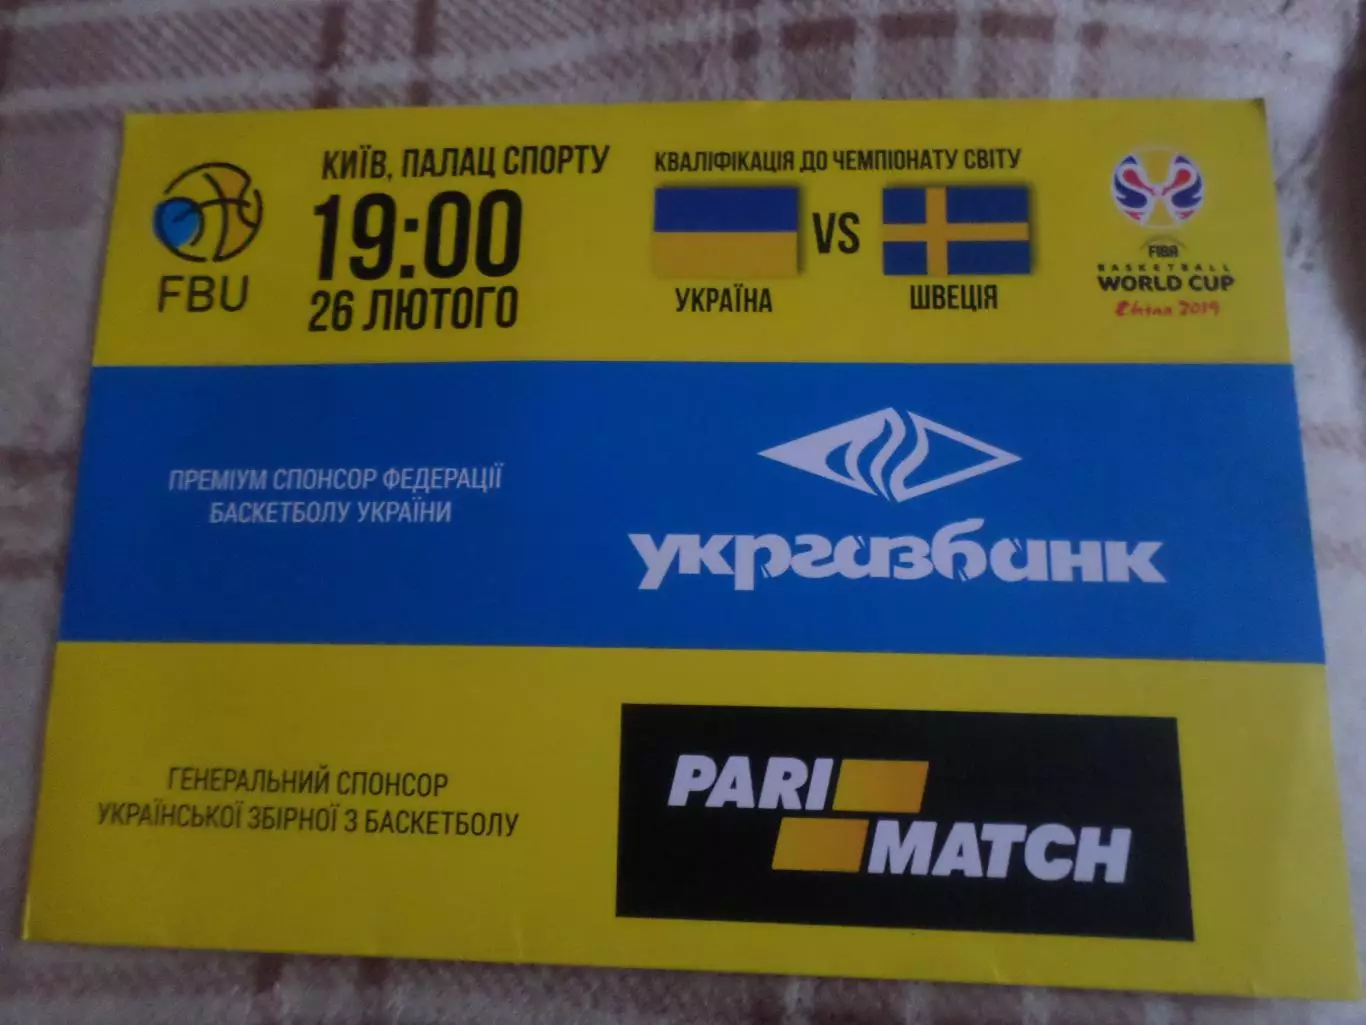 FBU
КИЇВ, ПАЛАЦ СПОРТУ
19:00
26 ЛЮТОГО
КВАЛІФІКАЦІЯ ДО ЧЕМПІОНАТУ СВІТУ
VS
УКРАЇНА
ШВЕЦІЯ
FIBA
BASKETBALL
WORLD CUP
China 2019
ПРЕМІУМ СПОНСОР ФЕДЕРАЦІЇ
БАСКЕТБОЛУ УКРАЇНИ
укргазбанк
ГЕНЕРАЛЬНИЙ СПОНСОР
УКРАЇНСЬКОЇ ЗБІРНОЇ З БАСКЕТБОЛУ
PARI
MATCH